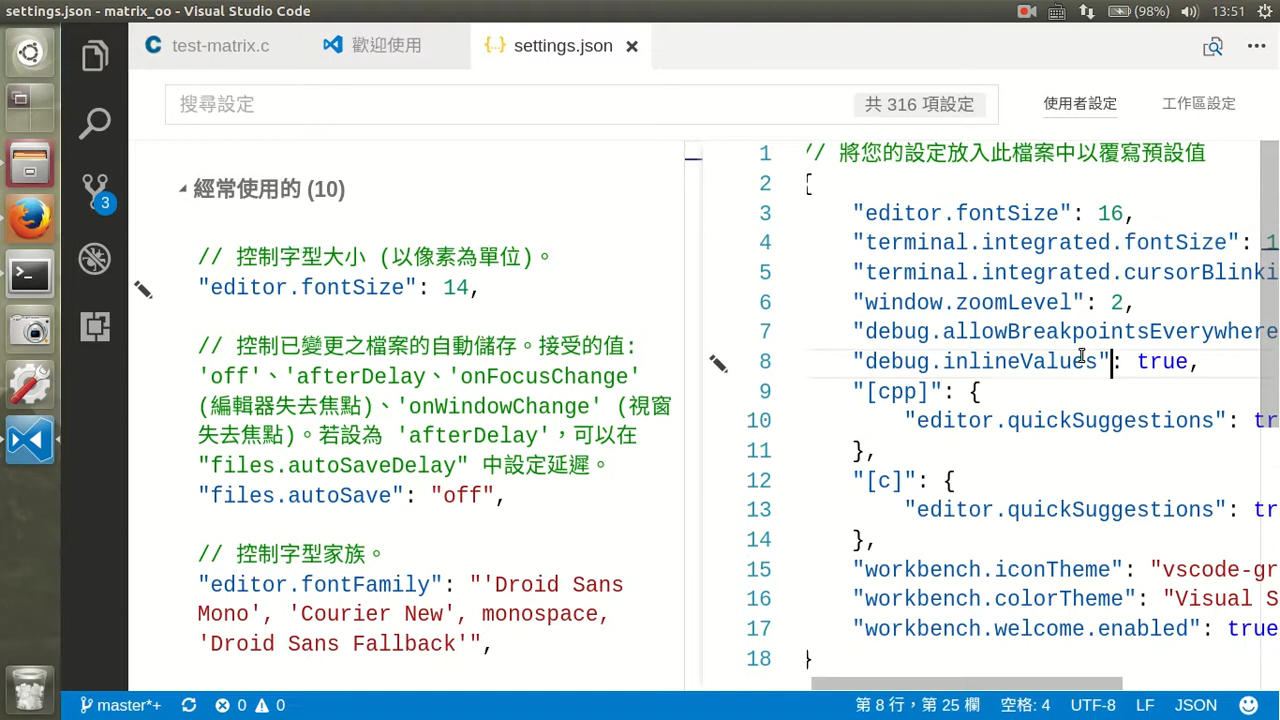 settings.json - matrix_oo - Visual Studio Code
(98%)
13:51
test-matrix.c
歡迎使用
settings.json
搜尋設定
共 316 項設定
使用者設定
工作區設定
3
經常使用的 (10)
// 控制字型大小 (以像素為單位)。
"editor.fontSize": 14,
// 控制已變更之檔案的自動儲存。接受的值:
'off'、'afterDelay、'onFocusChange'
(編輯器失去焦點)、'onWindowChange' (視窗
失去焦點)。若設為 'afterDelay',可以在
"files.autoSaveDelay" 中設定延遲。
"files.autoSave": "off",
// 控制字型家族。
"editor.fontFamily": "'Droid Sans
Mono', 'Courier New', monospace,
'Droid Sans Fallback'",
1 // 將您的設定放入此檔案中以覆寫預設值
2 {
3 "editor.fontSize": 16,
4 "terminal.integrated.fontSize": 1
5 "terminal.integrated.cursorBlinki
6 "window.zoomLevel": 2,
7 "debug.allowBreakpointsEverywhere
8 "debug.inlineValues": true,
9 "[cpp]": {
10 "editor.quickSuggestions": tr
11 },
12 "[c]": {
13 "editor.quickSuggestions": tr
14 },
15 "workbench.iconTheme": "vscode-gr
16 "workbench.colorTheme": "Visual S
17 "workbench.welcome.enabled": true
18 }
master*+
0
0
第 8 行,第 25 欄
空格: 4
UTF-8
LF
JSON